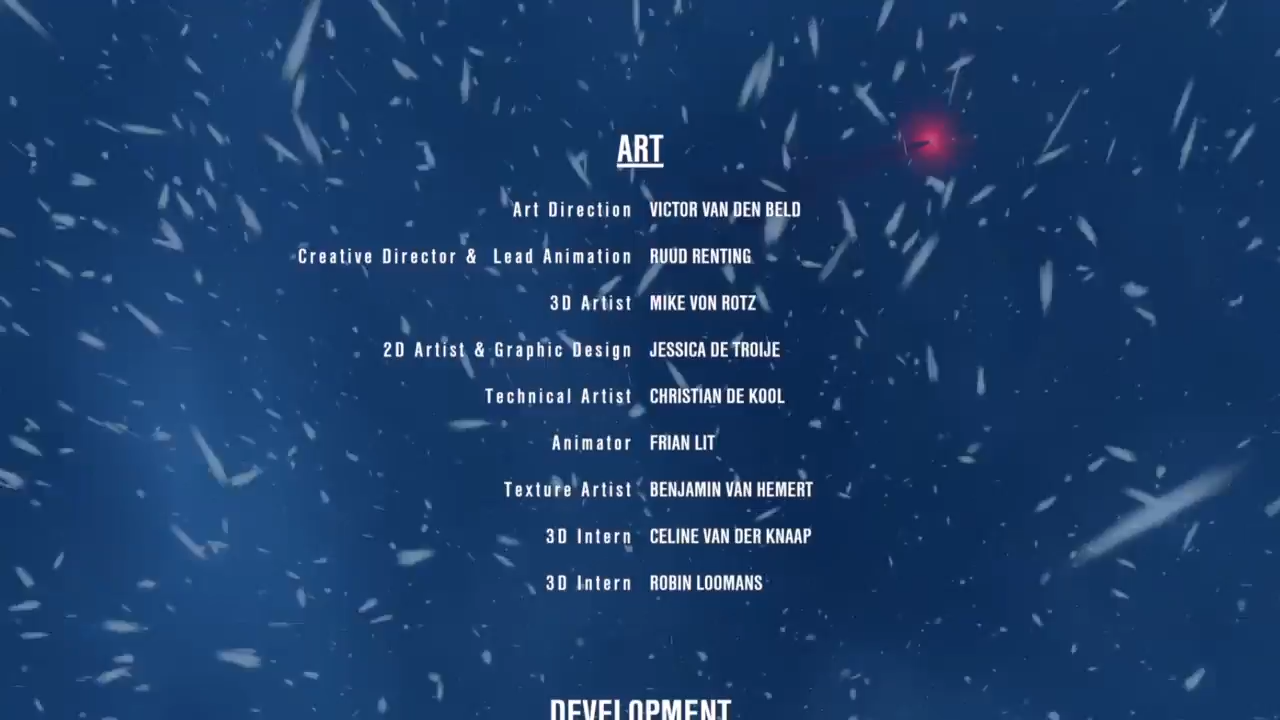 ART
Art Direction VICTOR VAN DEN BELD
Creative Director & Lead Animation RUUD RENTING
3D Artist MIKE VON ROTZ
2D Artist & Graphic Design JESSICA DE TROIJE
Technical Artist CHRISTIAN DE KOOL
Animator FRIAN LIT
Texture Artist BENJAMIN VAN HEMERT
3D Intern CELINE VAN DER KNAAP
3D Intern ROBIN LOOMANS
DEVELOPMENT